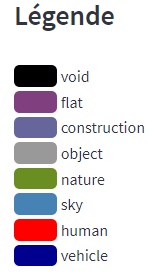 Légende
void
flat
construction
object
nature
sky
human
vehicle